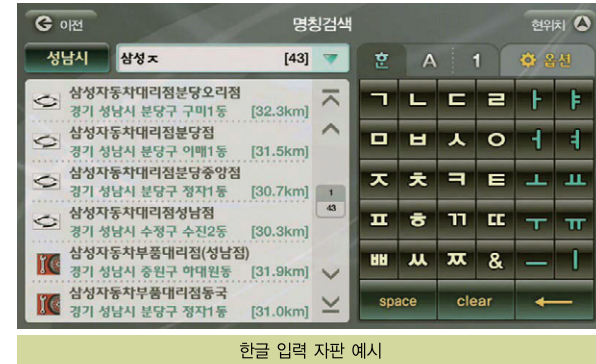 이전 명칭검색 현위치
성남시 삼성ㅈ [43] 훈 A 1 옵션
삼성자동차대리점분당오리점
경기 성남시 분당구 구미1동 [32.3km]
삼성자동차대리점분당점
경기 성남시 분당구 이매1동 [31.5km]
삼성자동차대리점분당중앙점
경기 성남시 분당구 정자1동 [30.7km]
삼성자동차대리점성남점
경기 성남시 수정구 수진2동 [30.3km]
삼성자동차부품대리점(성남점)
경기 성남시 중원구 하대원동 [31.9km]
삼성자동차부품대리점동국
경기 성남시 분당구 정자1동 [31.0km]
1
43
ㄱ ㄴ ㄷ ㄹ ㅏ ㅑ
ㅁ ㅂ ㅅ ㅇ ㅓ ㅕ
ㅈ ㅊ ㅋ ㅌ ㅗ ㅛ
ㅍ ㅎ ㄲ ㄸ ㅜ ㅠ
ㅃ ㅆ ㅉ & ㅡ ㅣ
space clear ←
한글 입력 자판 예시